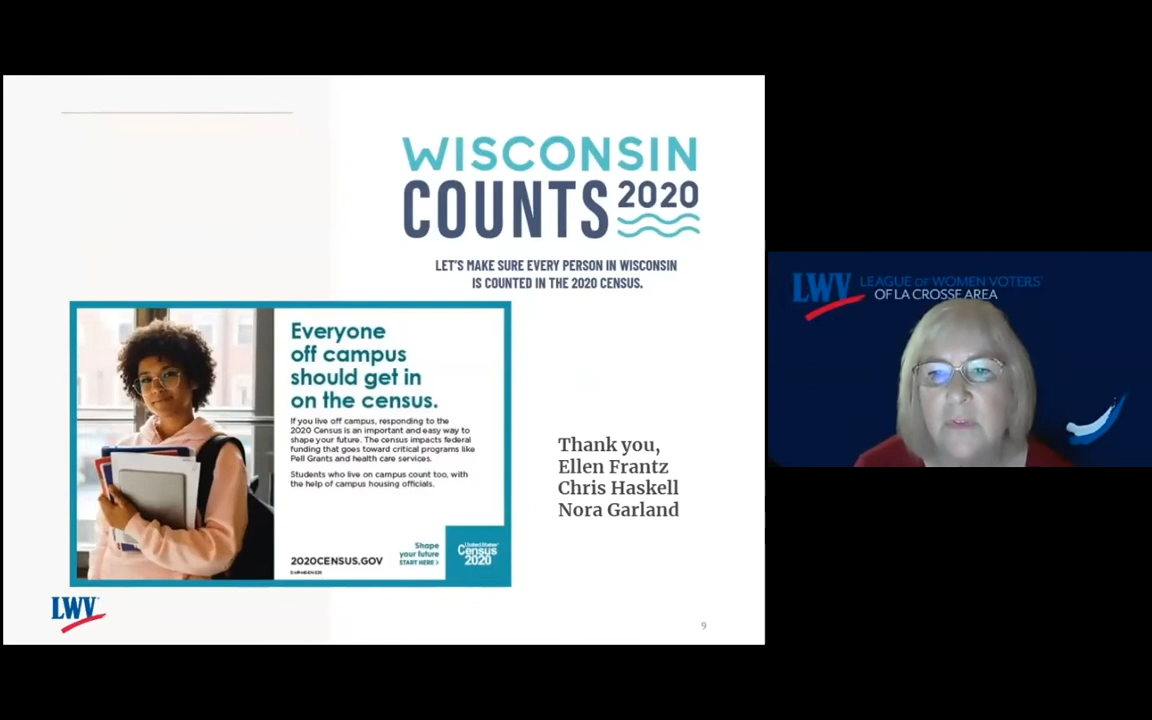 WISCONSIN
COUNTS 2020
LET'S MAKE SURE EVERY PERSON IN WISCONSIN
IS COUNTED IN THE 2020 CENSUS.
Everyone
off campus
should get in
on the census.
If you live off campus, responding to the
2020 Census is an important and easy way to
shape your future. The census impacts federal
funding that goes toward critical programs like
Pell Grants and health care services.
Students who live on campus count too, with
the help of campus housing officials.
2020CENSUS.GOV
Shape
your future
START HERE >
United States®
Census
2020
Thank you,
Ellen Frantz
Chris Haskell
Nora Garland
LWV
9
LWV LEAGUE OF WOMEN VOTERS®
OF LA CROSSE AREA